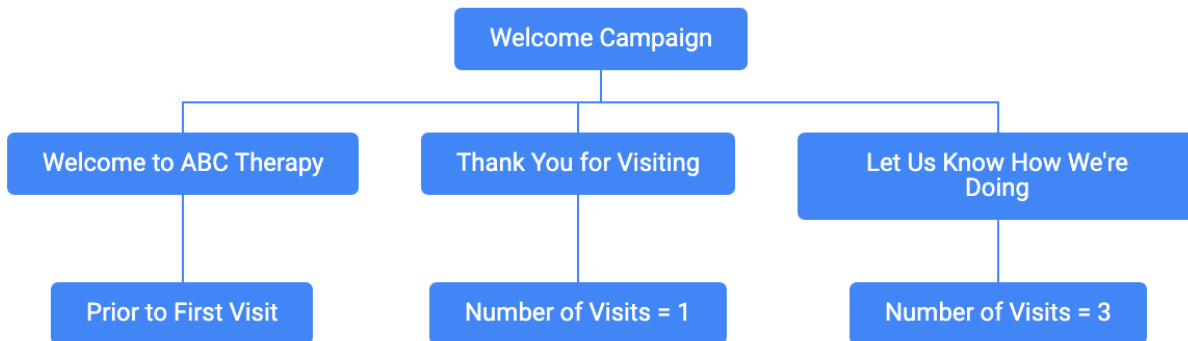 Welcome Campaign
Welcome to ABC Therapy
Thank You for Visiting
Let Us Know How We're
Doing
Prior to First Visit
Number of Visits = 1
Number of Visits = 3